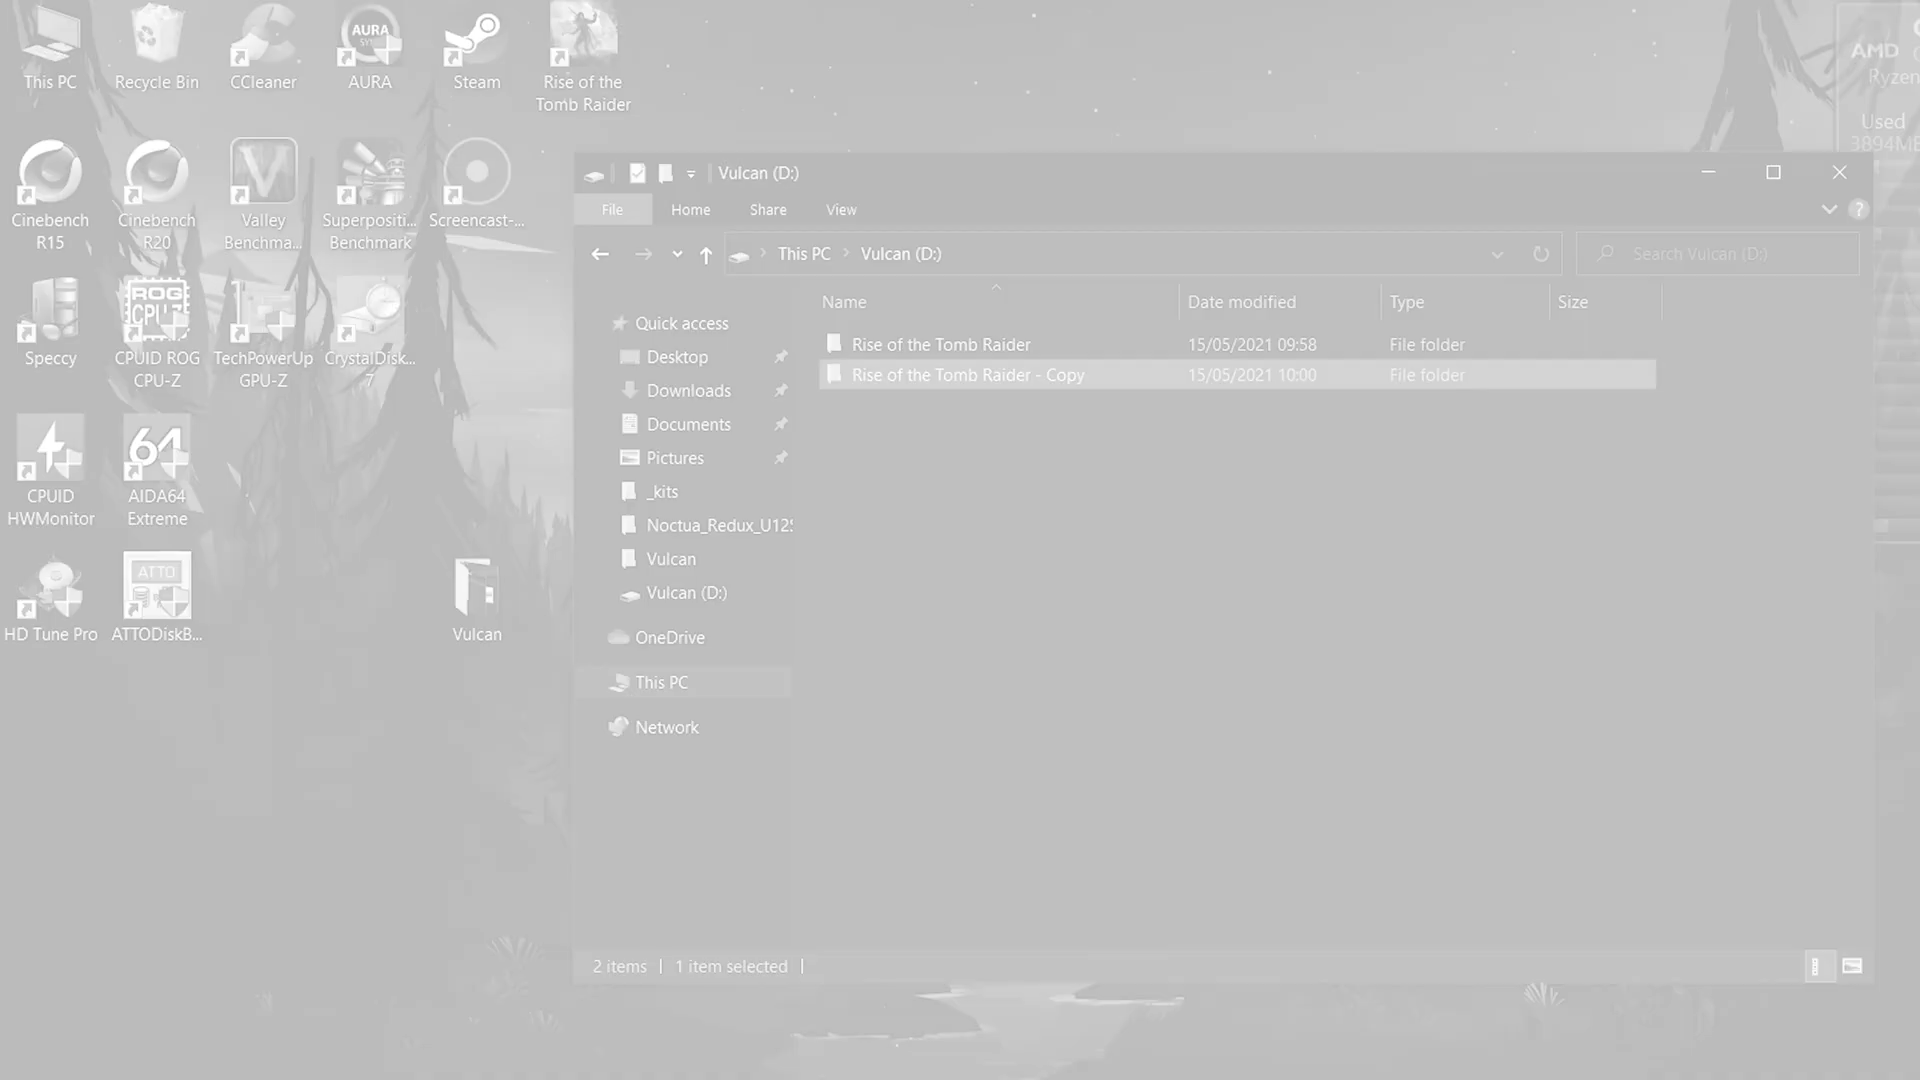 This PC
Recycle Bin
CCleaner
AURA
AURA
Steam
Rise of the
Tomb Raider
AMD
Ryzen
Used
3894MB
Cinebench
R15
Cinebench
R20
V
Valley
Benchma...
Superpositi...
Benchmark
Screencast-...
Speccy
ROG
CPU
CPUID ROG
CPU-Z
TechPowerUp
GPU-Z
CrystalDisk...
7
CPUID
HWMonitor
64
AIDA64
Extreme
HD Tune Pro
ATTO
ATTODiskB...
Vulcan
Vulcan (D:)
File Home Share View
?
This PC > Vulcan (D:)
Search Vulcan (D:)
Name Date modified Type Size
Rise of the Tomb Raider 15/05/2021 09:58 File folder
Rise of the Tomb Raider - Copy 15/05/2021 10:00 File folder
Quick access
Desktop
Downloads
Documents
Pictures
_kits
Noctua_Redux_U12S
Vulcan
Vulcan (D:)
OneDrive
This PC
Network
2 items | 1 item selected |